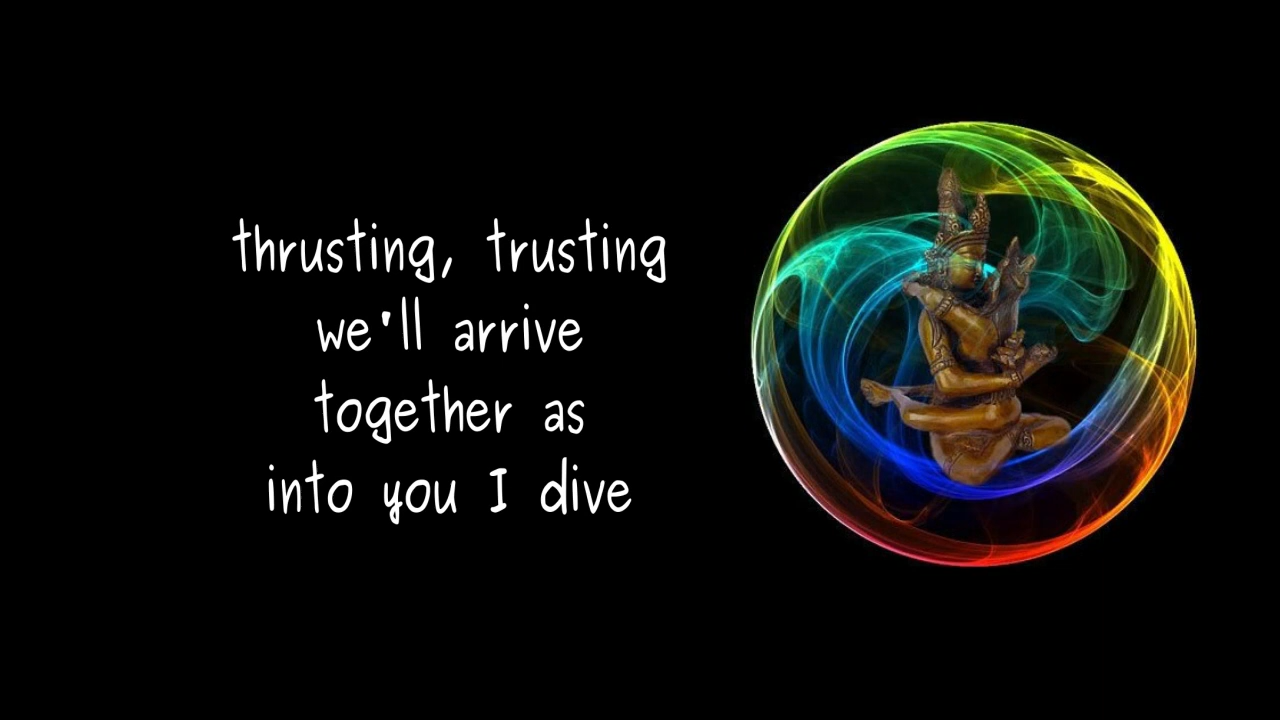 thrusting, trusting
we'll arrive
together as
into you I dive